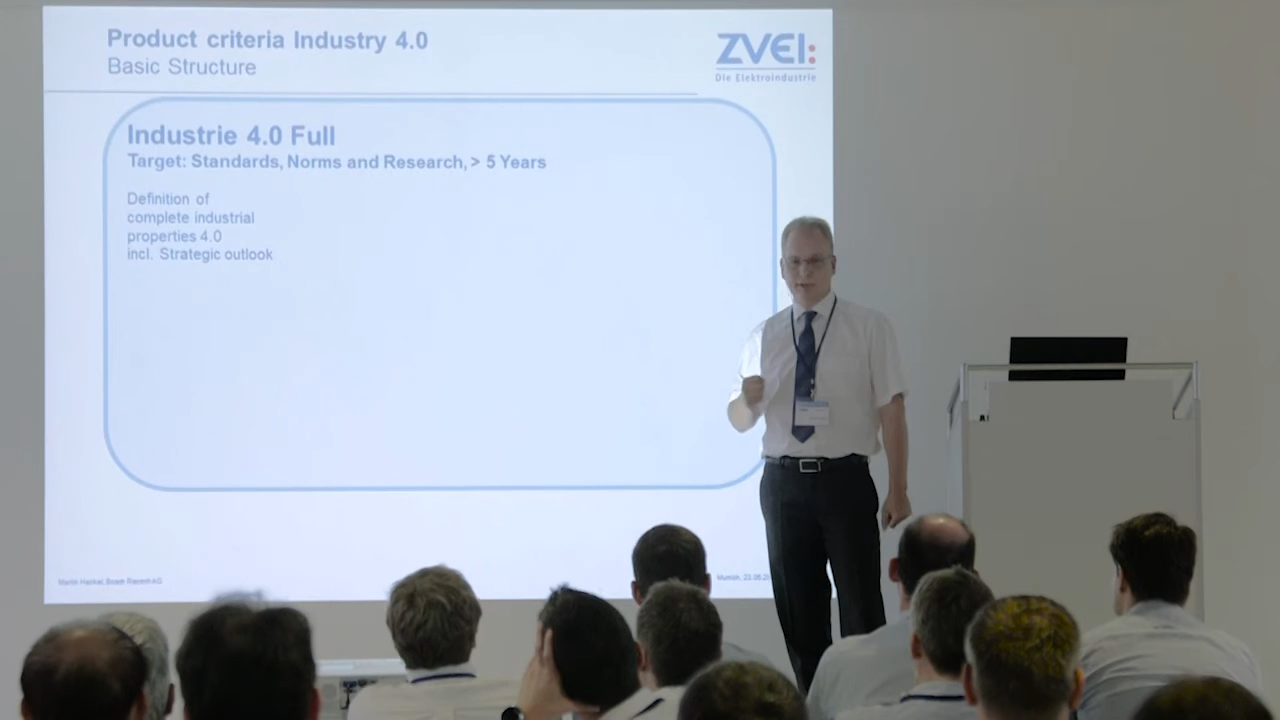 Product criteria Industry 4.0
Basic Structure
ZVEI:
Die Elektroindustrie
Industrie 4.0 Full
Target: Standards, Norms and Research, > 5 Years
Definition of
complete industrial
properties 4.0
incl. Strategic outlook